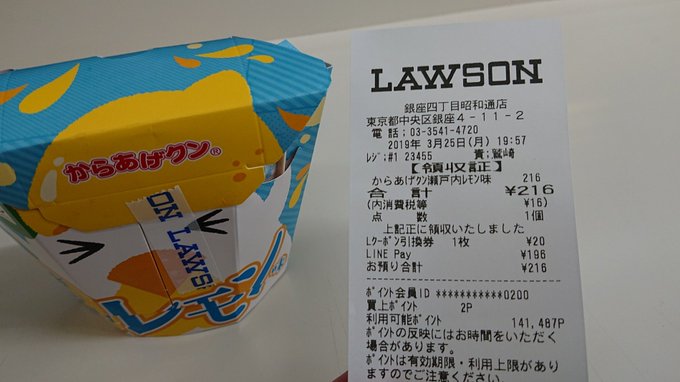 からあげクン®
ON LAWS
レモン味
LAWSON
銀座四丁目昭和通店
東京都中央区銀座4-11-2
電話:03-3541-4720
2019年 3月25日(月) 19:57
レジ:#1 23455 責:鷲崎
【領収証】
からあげクン瀬戸内レモン味 216
合 計 ¥216
(内消費税等 ¥16)
点 数 1個
上記正に領収いたしました
Lクーポン引換券 1枚 ¥20
LINE Pay ¥196
お預り合計 ¥216
ポイント会員ID ***********0200
買上ポイント 2P
利用可能ポイント 141,487P
ポイントの反映にはお時間をいただく
場合があります。
ポイントは有効期限・利用上限があり
ますのでご注意ください